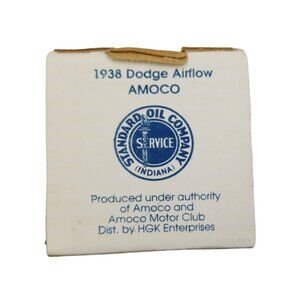 1938 Dodge Airflow
AMOCO
STANDARD OIL COMPANY
SERVICE
(INDIANA)
Produced under authority
of Amoco and
Amoco Motor Club
Dist. by HGK Enterprises